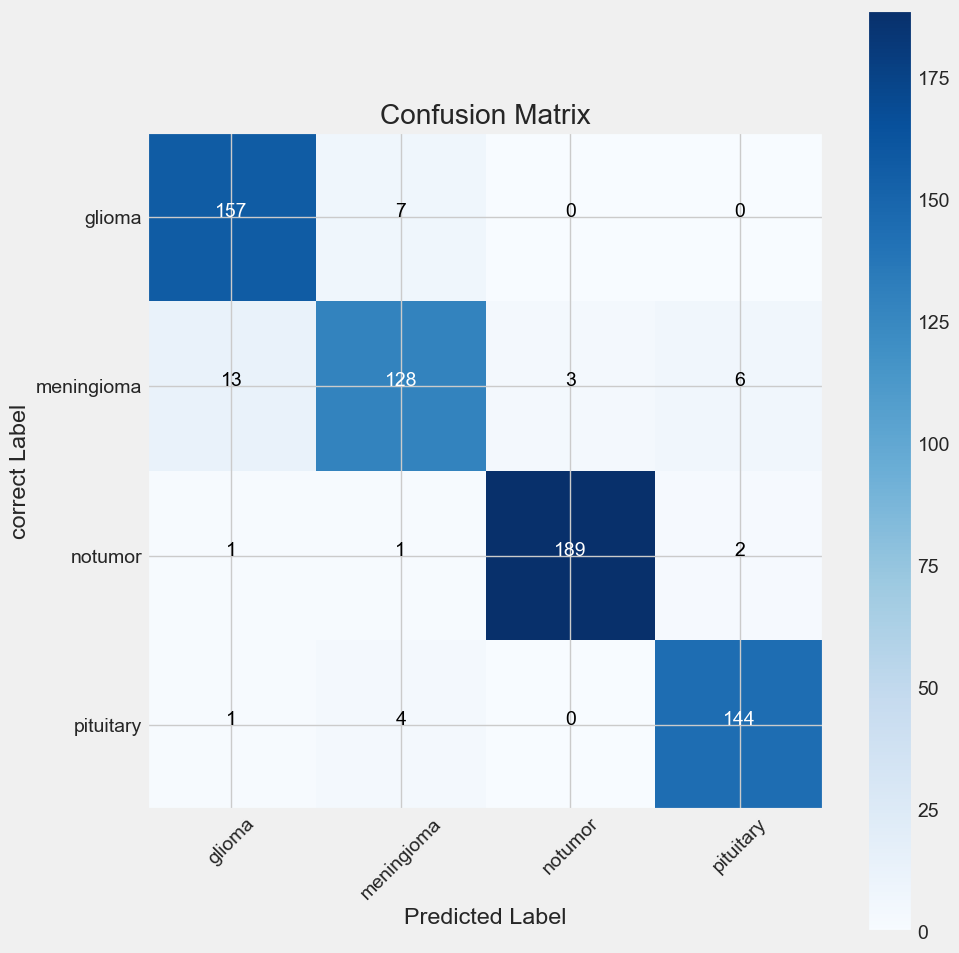 Confusion Matrix
correct Label
glioma 157 7 0 0
meningioma 13 128 3 6
notumor 1 1 189 2
pituitary 1 4 0 144
glioma meningioma notumor pituitary
Predicted Label
175
150
125
100
75
50
25
0